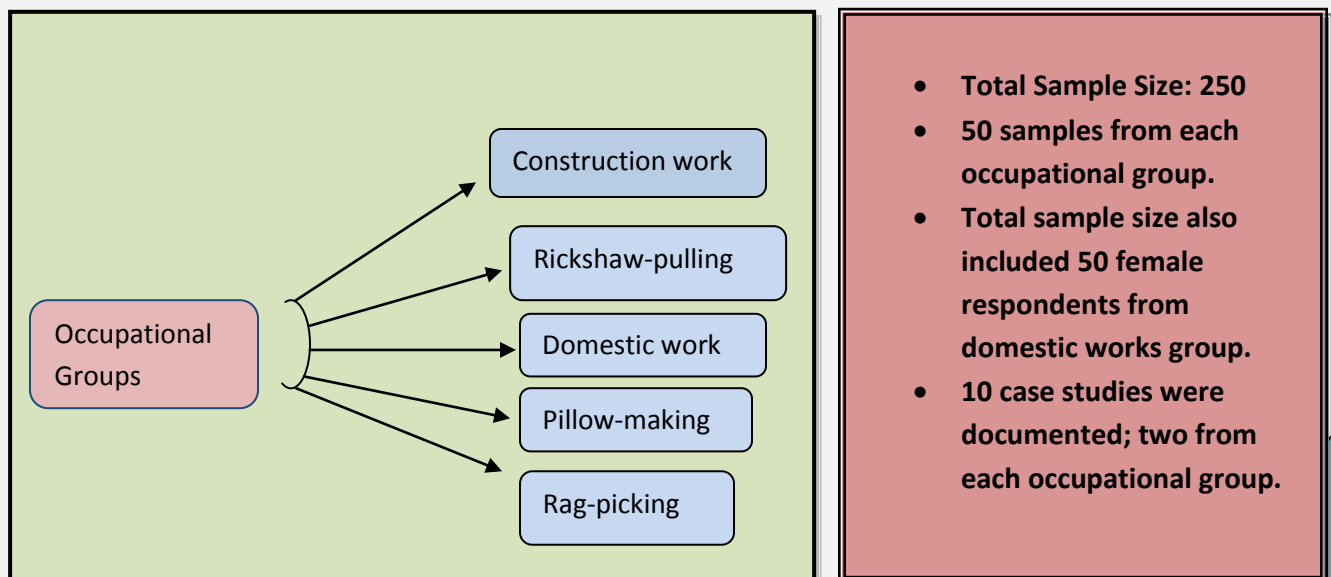 Occupational
Groups
Construction work
Rickshaw-pulling
Domestic work
Pillow-making
Rag-picking
• Total Sample Size: 250
• 50 samples from each
occupational group.
• Total sample size also
included 50 female
respondents from
domestic works group.
• 10 case studies were
documented; two from
each occupational group.